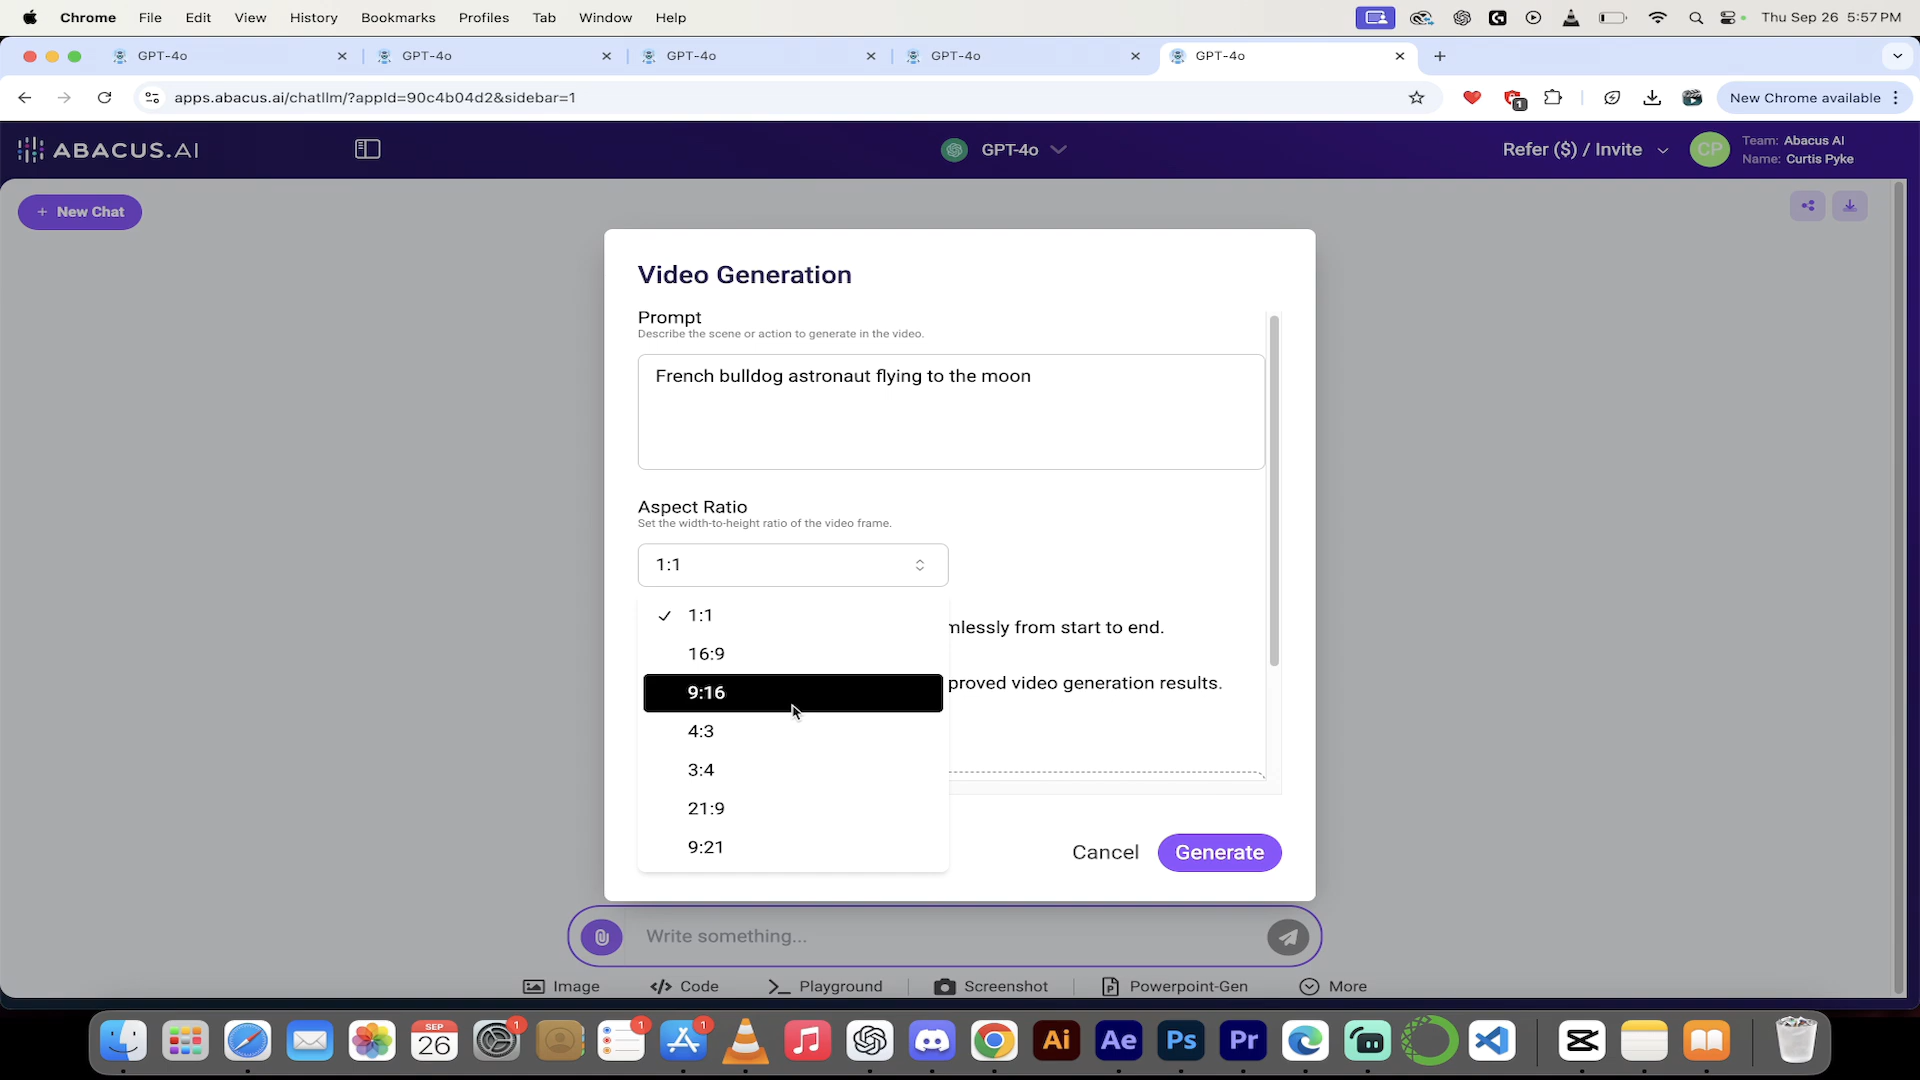 Chrome File Edit View History Bookmarks Profiles Tab Window Help Thu Sep 26 5:57 PM
GPT-4o GPT-4o GPT-4o GPT-4o GPT-4o
apps.abacus.ai/chatllm/?appId=90c4b04d2&sidebar=1 1 New Chrome available
ABACUS.AI GPT-4o Refer ($) / Invite CP Team: Abacus AI
Name: Curtis Pyke
+ New Chat
Video Generation
Prompt
Describe the scene or action to generate in the video.
French bulldog astronaut flying to the moon
Aspect Ratio
Set the width-to-height ratio of the video frame.
1:1
1:1
mlessly from start to end.
16:9
proved video generation results.
9:16
4:3
3:4
21:9
9:21
Cancel Generate
Write something...
Image Code Playground Screenshot Powerpoint-Gen More
SEP
26
1 1 1
Ai Ae Ps Pr